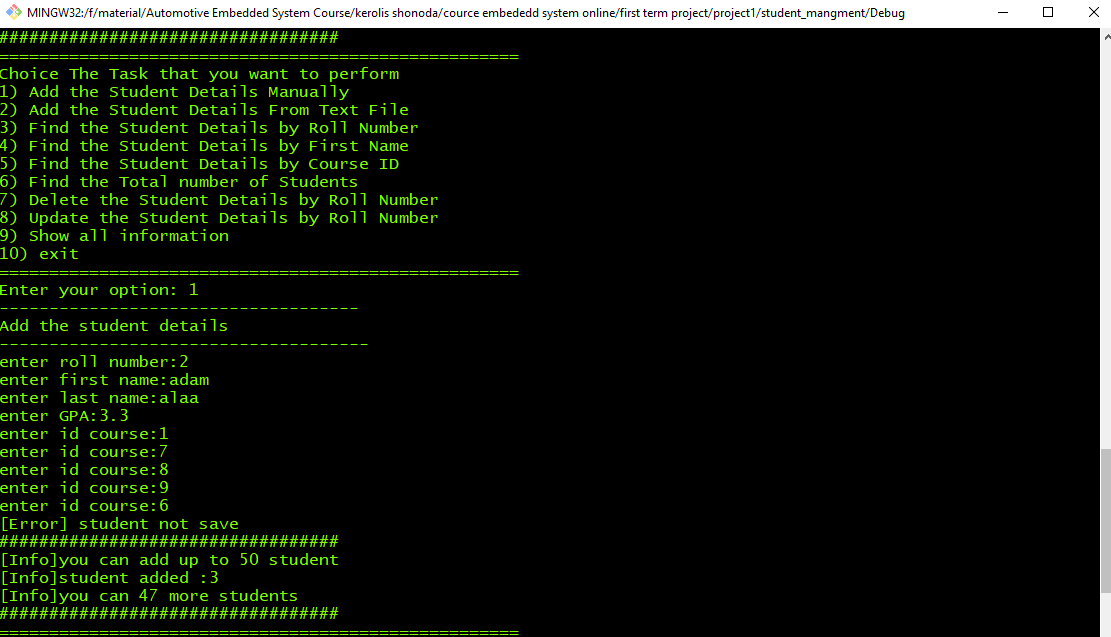 MINGW32:/f/material/Automotive Embedded System Course/kerolis shonoda/cource embededd system online/first term project/project1/student_mangment/Debug
##################################
====================================================
Choice The Task that you want to perform
1) Add the Student Details Manually
2) Add the Student Details From Text File
3) Find the Student Details by Roll Number
4) Find the Student Details by First Name
5) Find the Student Details by Course ID
6) Find the Total number of Students
7) Delete the Student Details by Roll Number
8) Update the Student Details by Roll Number
9) Show all information
10) exit
====================================================
Enter your option: 1
------------------------------------
Add the student details
-------------------------------------
enter roll number:2
enter first name:adam
enter last name:alaa
enter GPA:3.3
enter id course:1
enter id course:7
enter id course:8
enter id course:9
enter id course:6
[Error] student not save
##################################
[Info]you can add up to 50 student
[Info]student added :3
[Info]you can 47 more students
##################################
====================================================